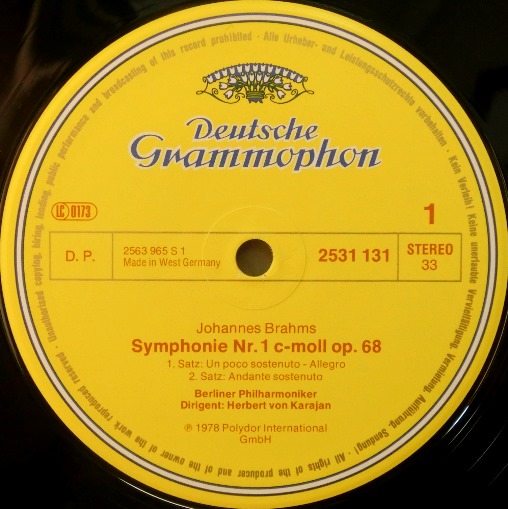 Deutsche
Grammophon
LC 0173
1
D. P.
2563 965 S 1
Made in West Germany
2531 131
STEREO
33
Johannes Brahms
Symphonie Nr. 1 c-moll op. 68
1. Satz: Un poco sostenuto - Allegro
2. Satz: Andante sostenuto
Berliner Philharmoniker
Dirigent: Herbert von Karajan
℗ 1978 Polydor International
GmbH
Alle Urheber- und Leistungsschutzrechte vorbehalten · Kein Verleih! Keine unerlaubte Vervielfältigung, Vermietung, Aufführung, Sendung! · All rights of the producer and of the owner of the work reproduced reserved · Unauthorised copying, hiring, lending, public performance and broadcasting of this record prohibited ·